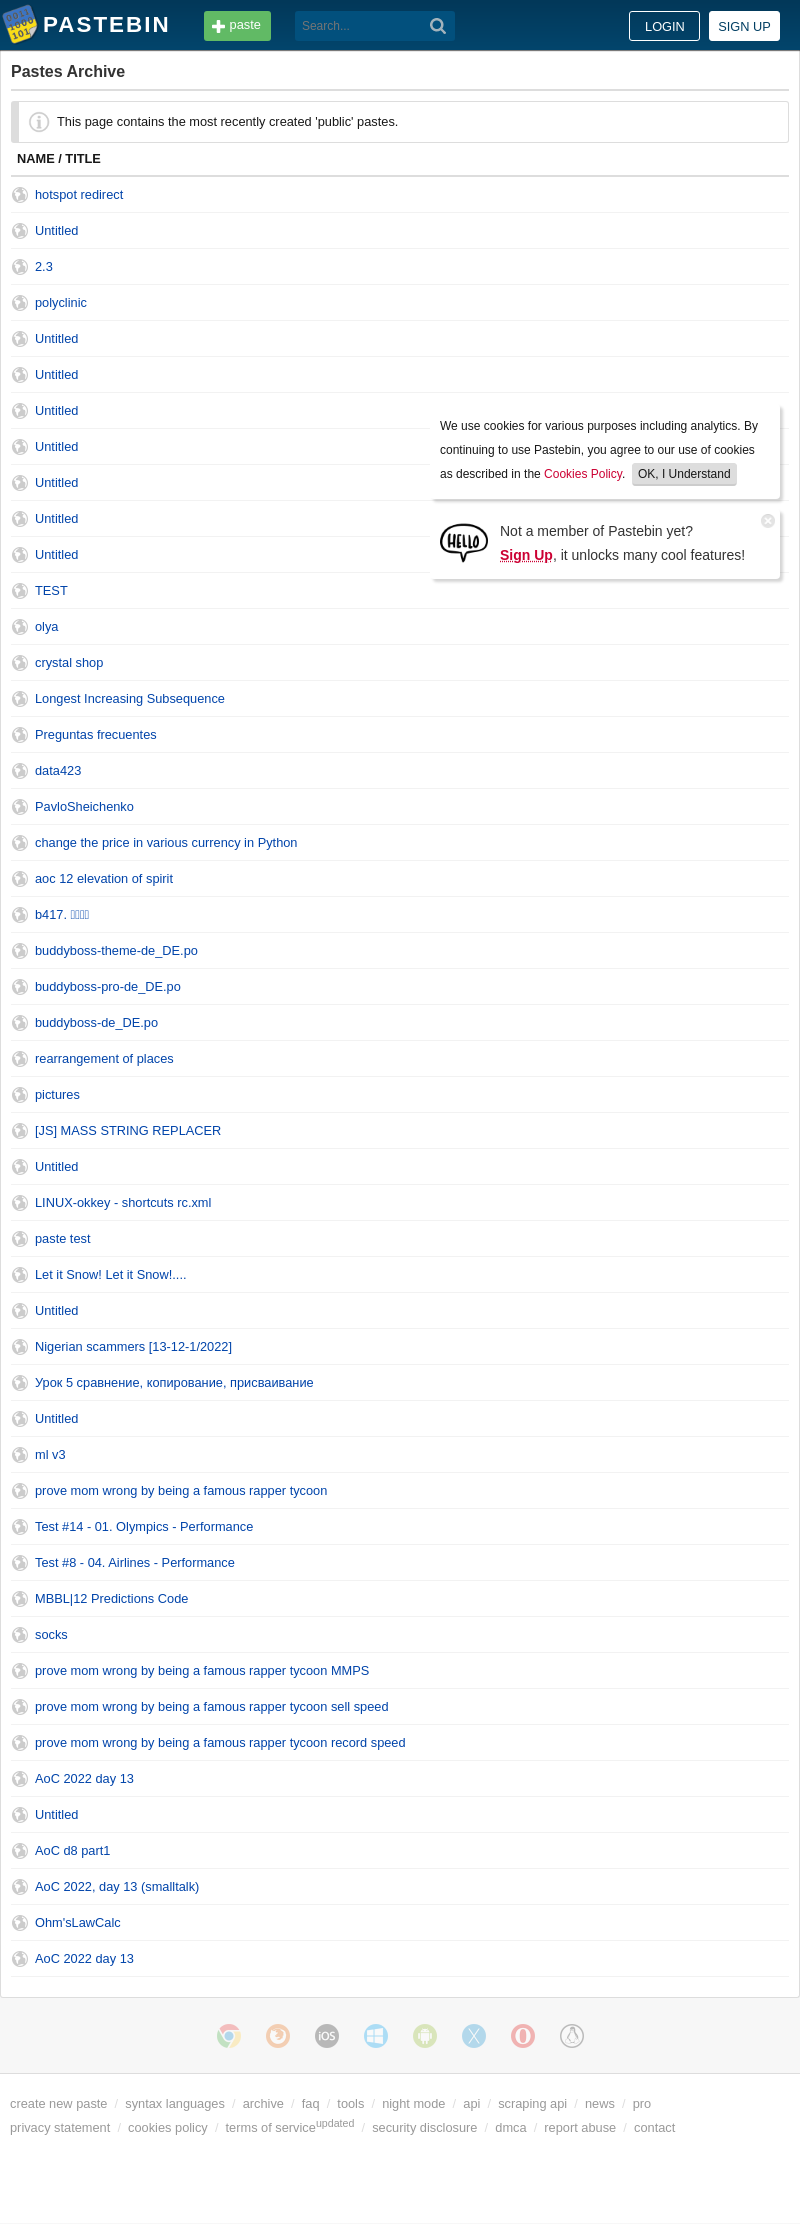 PASTEBIN paste Search... LOGIN SIGN UP
Pastes Archive
This page contains the most recently created 'public' pastes.
NAME / TITLE
hotspot redirect
Untitled
2.3
polyclinic
Untitled
Untitled
Untitled
Untitled
Untitled
Untitled
Untitled
We use cookies for various purposes including analytics. By
continuing to use Pastebin, you agree to our use of cookies
as described in the Cookies Policy. OK, I Understand
HELLO
Not a member of Pastebin yet?
Sign Up, it unlocks many cool features!
TEST
olya
crystal shop
Longest Increasing Subsequence
Preguntas frecuentes
data423
PavloSheichenko
change the price in various currency in Python
aoc 12 elevation of spirit
b417.
buddyboss-theme-de_DE.po
buddyboss-pro-de_DE.po
buddyboss-de_DE.po
rearrangement of places
pictures
[JS] MASS STRING REPLACER
Untitled
LINUX-okkey - shortcuts rc.xml
paste test
Let it Snow! Let it Snow!....
Untitled
Nigerian scammers [13-12-1/2022]
Урок 5 сравнение, копирование, присваивание
Untitled
ml v3
prove mom wrong by being a famous rapper tycoon
Test #14 - 01. Olympics - Performance
Test #8 - 04. Airlines - Performance
MBBL|12 Predictions Code
socks
prove mom wrong by being a famous rapper tycoon MMPS
prove mom wrong by being a famous rapper tycoon sell speed
prove mom wrong by being a famous rapper tycoon record speed
AoC 2022 day 13
Untitled
AoC d8 part1
AoC 2022, day 13 (smalltalk)
Ohm'sLawCalc
AoC 2022 day 13
iOS
create new paste / syntax languages / archive / faq / tools / night mode / api / scraping api / news / pro
privacy statement / cookies policy / terms of service updated / security disclosure / dmca / report abuse / contact